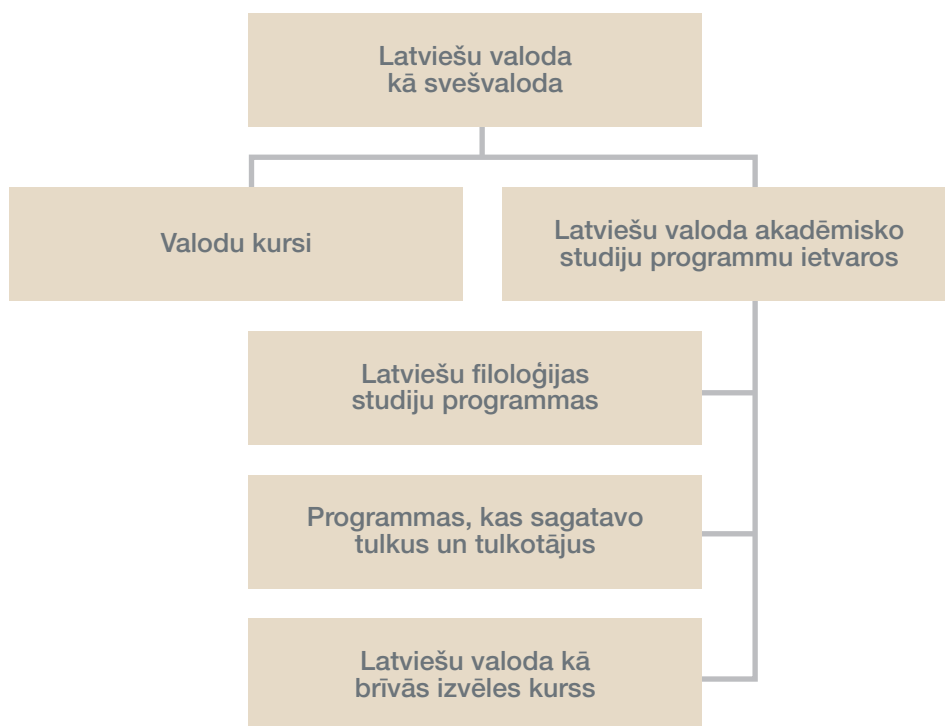 Latviešu valoda
kā svešvaloda
Valodu kursi
Latviešu valoda akadēmisko
studiju programmu ietvaros
Latviešu filoloģijas
studiju programmas
Programmas, kas sagatavo
tulkus un tulkotājus
Latviešu valoda kā
brīvās izvēles kurss